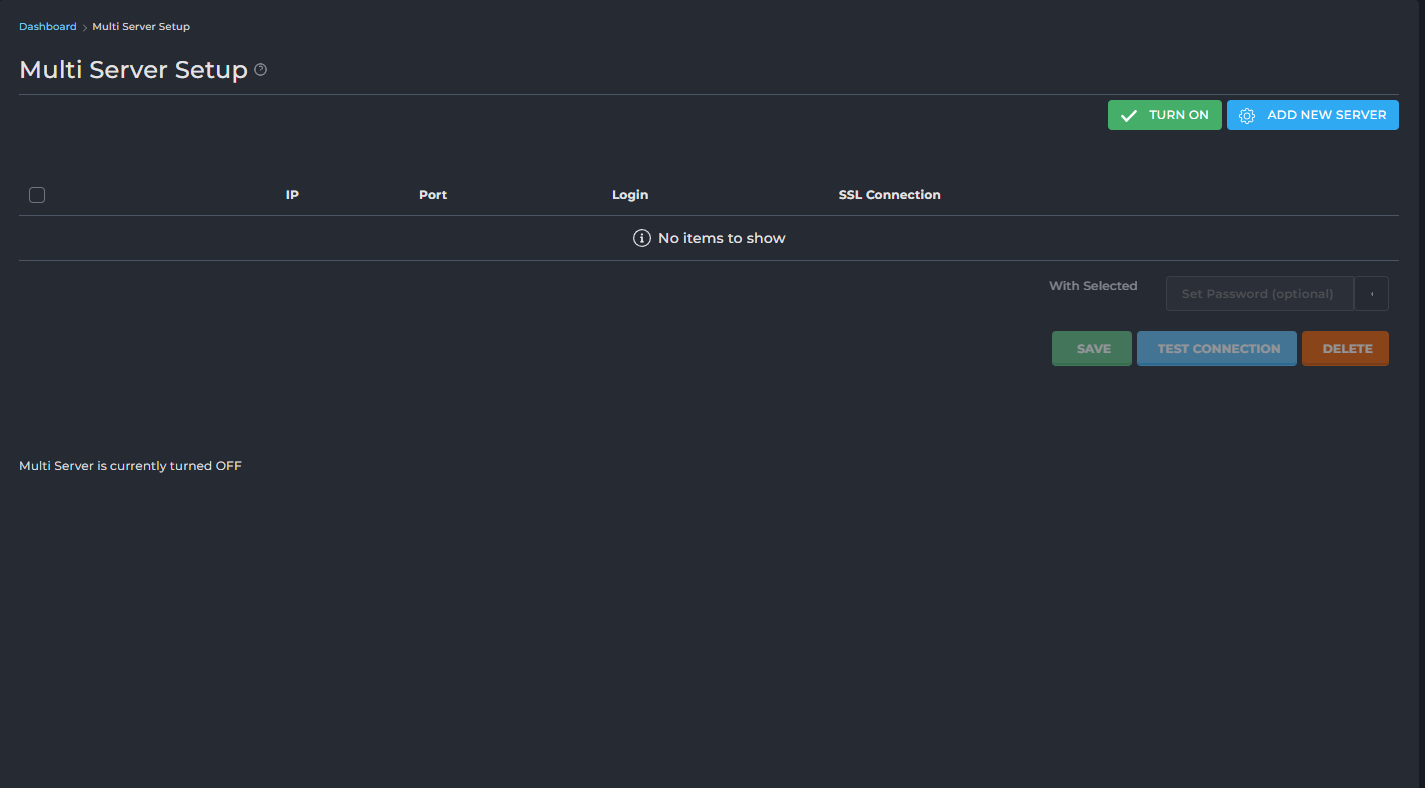 Dashboard > Multi Server Setup
Multi Server Setup ?
TURN ON ADD NEW SERVER
IP Port Login SSL Connection
No items to show
With Selected Set Password (optional)
SAVE TEST CONNECTION DELETE
Multi Server is currently turned OFF